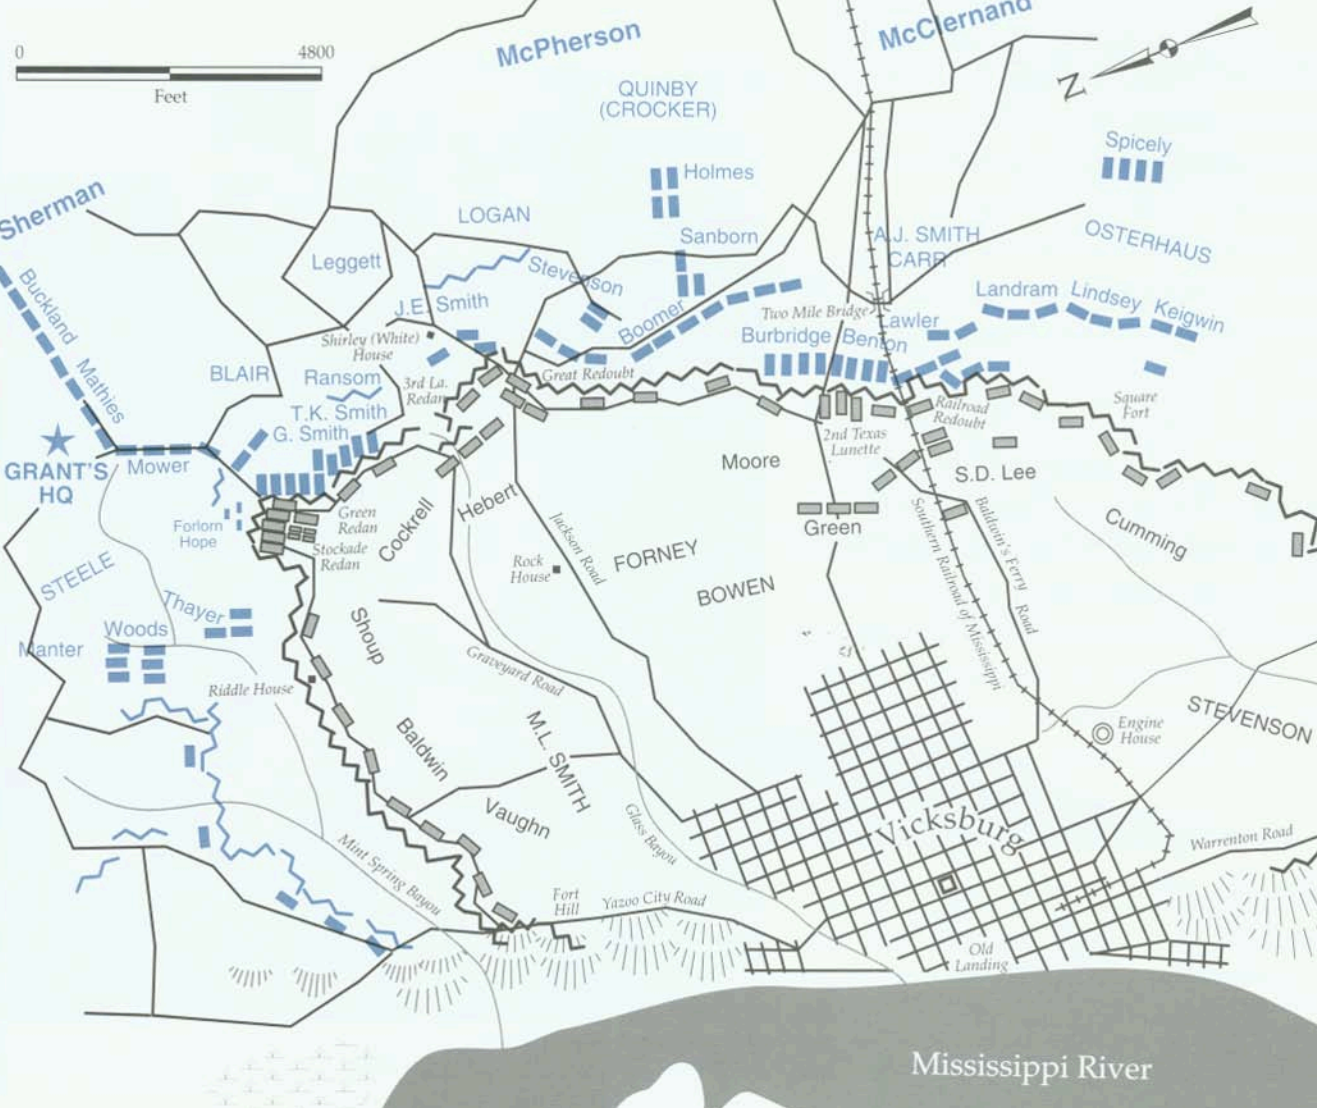 0
4800
Feet
McPherson
McClernand
N
QUINBY
(CROCKER)
Spicely
Holmes
Sherman
LOGAN
Sanborn
A.J. SMITH
CARR
OSTERHAUS
Leggett
Stevenson
Buckland
J.E. Smith
Boomer
Two Mile Bridge
Landram
Lindsey
Keigwin
Lawler
Shirley (White)
House
Burbridge
Benton
Mathies
BLAIR
Ransom
3rd La.
Redan
Great Redoubt
Railroad
Redoubt
Square
Fort
T.K. Smith
G. Smith
2nd Texas
Lunette
GRANT'S
HQ
Mower
Moore
S.D. Lee
Forlorn
Hope
Green
Redan
Stockade
Redan
Cockrell
Hebert
Jackson Road
Green
Southern Railroad of Mississippi
Baldwin's Ferry Road
Cumming
STEELE
Rock
House
FORNEY
BOWEN
Thayer
Woods
Manter
Shoup
Graveyard Road
Riddle House
Baldwin
M.L. SMITH
STEVENSON
Engine
House
Vaughn
Glass Bayou
Vicksburg
Warrenton Road
Mint Spring Bayou
Fort
Hill
Yazoo City Road
Old
Landing
Mississippi River